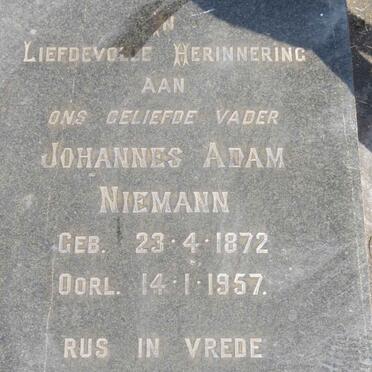 IN
LIEFDEVOLLE HERINNERING
AAN
ONS GELIEFDE VADER
JOHANNES ADAM
NIEMANN
GEB. 23·4·1872
OORL. 14·1·1957.
RUS IN VREDE